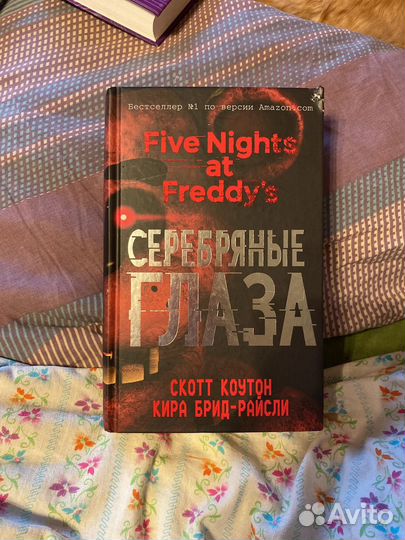 Бестселлер №1 по версии Amazon.com
Five Nights
at
Freddy's
СЕРЕБРЯНЫЕ
ГЛАЗА
СКОТТ КОУТОН
КИРА БРИД-РАЙСЛИ
Avito